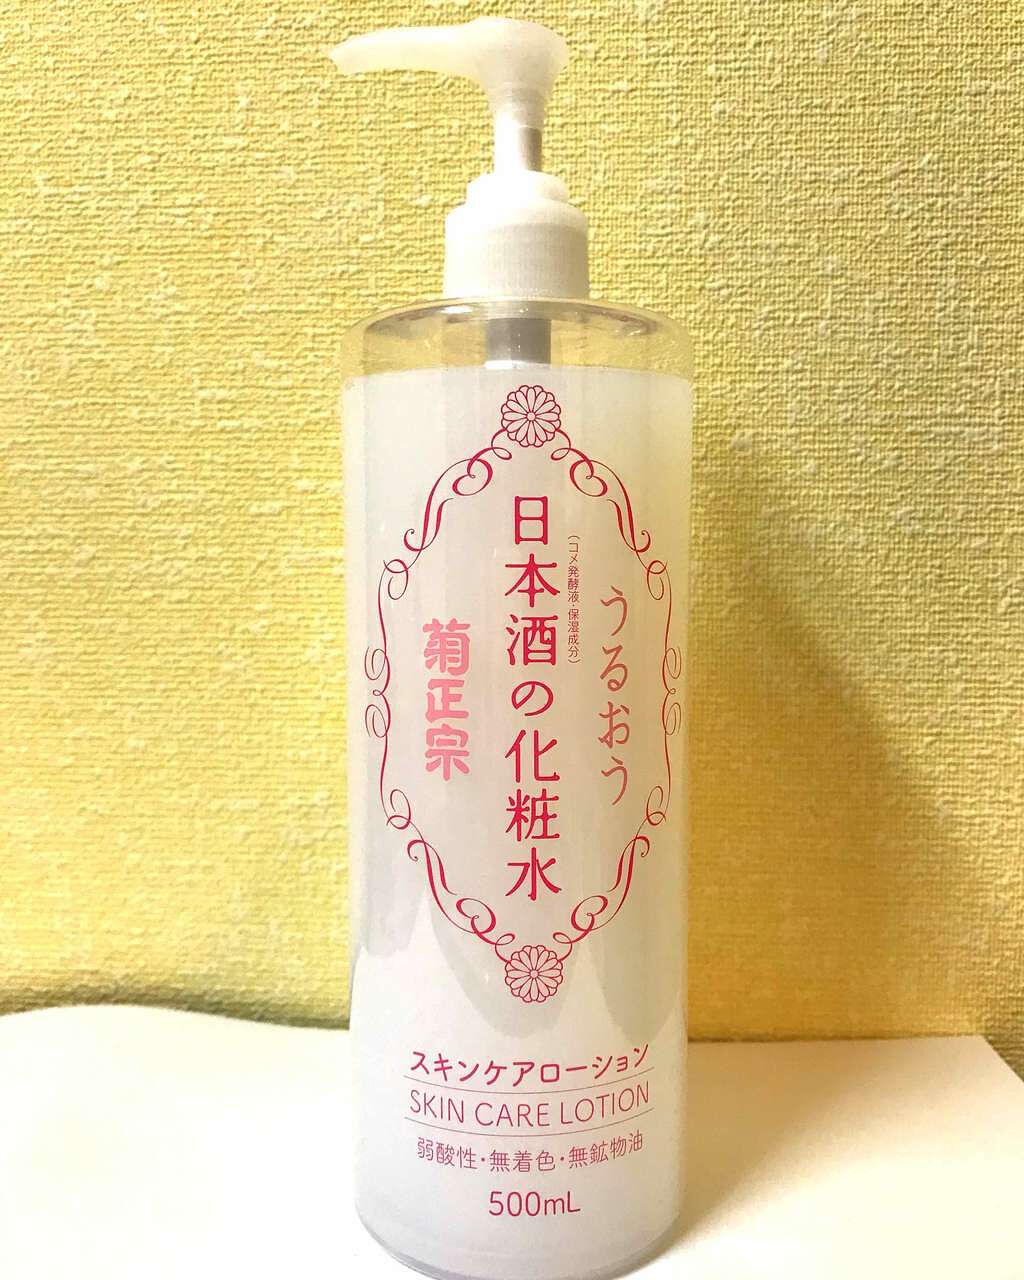 うるおう
日本酒の化粧水
(コメ発酵液・保湿成分)
菊正宗
スキンケアローション
SKIN CARE LOTION
弱酸性・無着色・無鉱物油
500mL